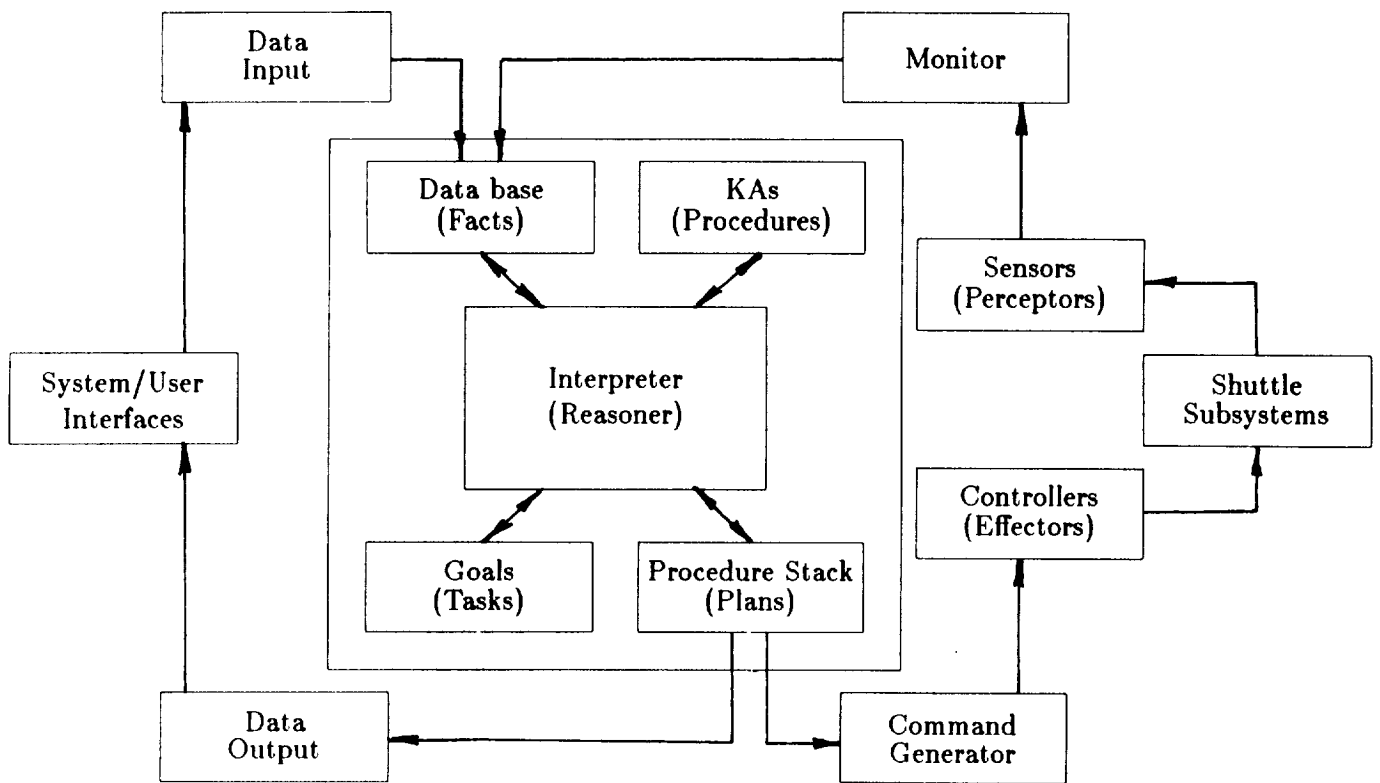 Data
Input
Monitor
Data base
(Facts)
KAs
(Procedures)
Sensors
(Perceptors)
Interpreter
(Reasoner)
System/User
Interfaces
Shuttle
Subsystems
Controllers
(Effectors)
Goals
(Tasks)
Procedure Stack
(Plans)
Data
Output
Command
Generator